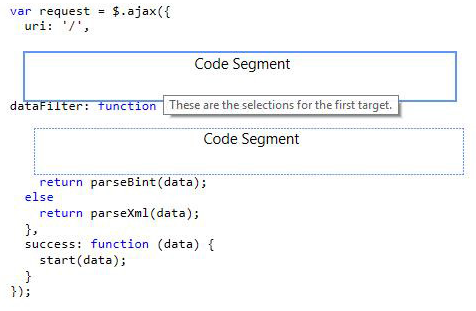 var request = $.ajax({
uri: '/',
Code Segment
dataFilter: function
These are the selections for the first target.
Code Segment
return parseBint(data);
else
return parseXml(data);
},
success: function (data) {
start(data);
}
});